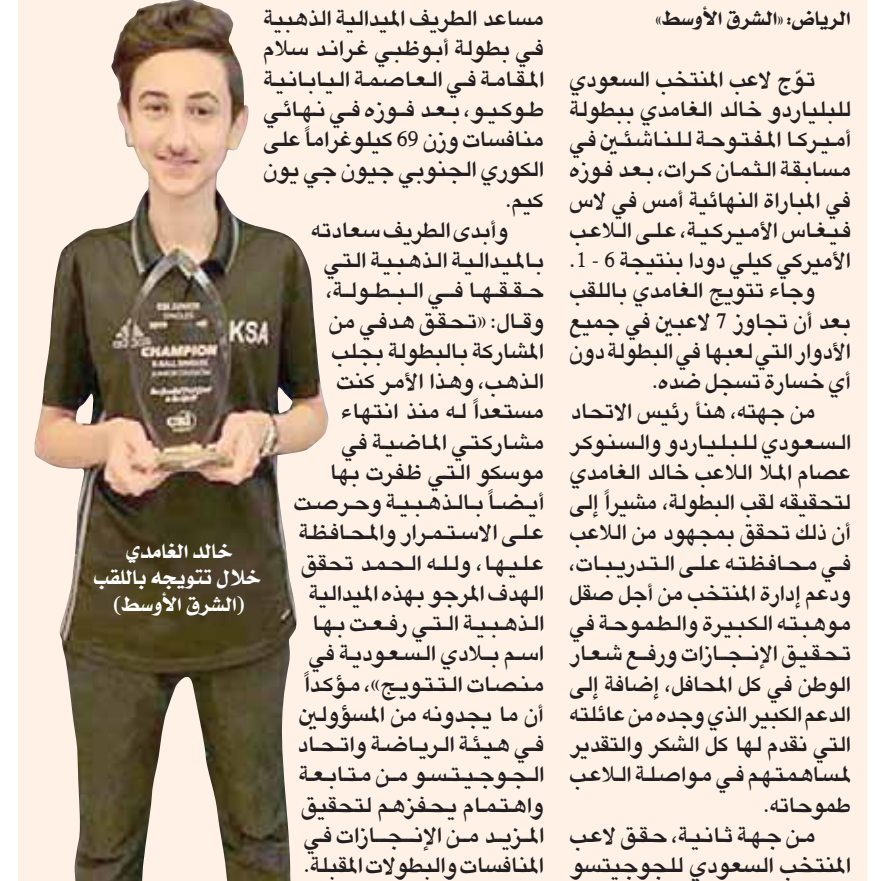 الرياض: «الشرق الأوسط»
توّج لاعب المنتخب السعودي
للبلياردو خالد الغامدي ببطولة
أميركا المفتوحة للناشئين في
مسابقة الثمان كرات، بعد فوزه
في المباراة النهائية أمس في لاس
فيغاس الأميركية، على اللاعب
الأميركي كيلي دودا بنتيجة 6 - 1.
وجاء تتويج الغامدي باللقب
بعد أن تجاوز 7 لاعبين في جميع
الأدوار التي لعبها في البطولة دون
أي خسارة تسجل ضده.
من جهته، هنأ رئيس الاتحاد
السعودي للبلياردو والسنوكر
عصام الملا اللاعب خالد الغامدي
لتحقيقه لقب البطولة، مشيراً إلى
أن ذلك تحقق بمجهود من اللاعب
في محافظته على التدريبات،
ودعم إدارة المنتخب من أجل صقل
موهبته الكبيرة والطموحة في
تحقيق الإنجازات ورفع شعار
الوطن في كل المحافل، إضافة إلى
الدعم الكبير الذي وجده من عائلته
التي نقدم لها كل الشكر والتقدير
لمساهمتهم في مواصلة اللاعب
طموحاته.
من جهة ثانية، حقق لاعب
المنتخب السعودي للجوجيتسو
مساعد الطريف الميدالية الذهبية
في بطولة أبوظبي غراند سلام
المقامة في العاصمة اليابانية
طوكيو، بعد فوزه في نهائي
منافسات وزن 69 كيلوغراماً على
الكوري الجنوبي جيون جي يون
كيم.
وأبدى الطريف سعادته
بالميدالية الذهبية التي
حققها في البطولة،
وقال: «تحقق هدفي من
المشاركة بالبطولة بجلب
الذهب، وهذا الأمر كنت
مستعداً له منذ انتهاء
مشاركتي الماضية في
موسكو التي ظفرت بها
أيضاً بالذهبية وحرصت
على الاستمرار والمحافظة
عليها، ولله الحمد تحقق
الهدف المرجو بهذه الميدالية
الذهبية التي رفعت بها
اسم بلادي السعودية في
منصات التتويج»، مؤكداً
أن ما يجدونه من المسؤولين
في هيئة الرياضة واتحاد
الجوجيتسو من متابعة
واهتمام يحفزهم لتحقيق
المزيد من الإنجازات في
المنافسات والبطولات المقبلة.
KSA
CSI JUNIOR
SINGLES
CHAMPION
8-BALL
JUNIOR DIVISION
خالد الغامدي
خلال تتويجه باللقب
(الشرق الأوسط)